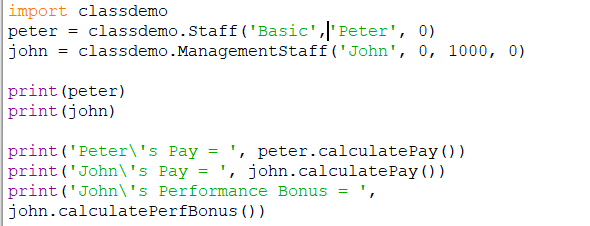 import classdemo
peter = classdemo.Staff('Basic','Peter', 0)
john = classdemo.ManagementStaff('John', 0, 1000, 0)
print(peter)
print(john)
print('Peter\'s Pay = ', peter.calculatePay())
print('John\'s Pay = ', john.calculatePay())
print('John\'s Performance Bonus = ',
john.calculatePerfBonus())